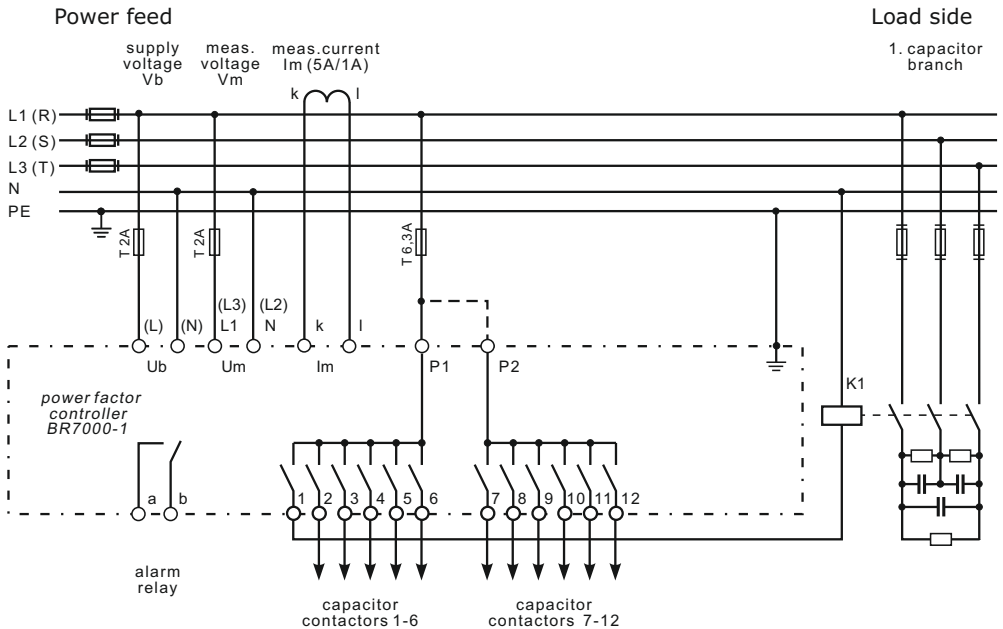 Power feed
Load side
supply
voltage
Vb
meas.
voltage
Vm
meas.current
Im (5A/1A)
1. capacitor
branch
k
l
L1 (R)
L2 (S)
L3 (T)
N
PE
T 2A
T 2A
T 6,3A
(L)
(N)
(L3)
L1
(L2)
N
k
l
Ub
Um
Im
P1
P2
K1
power factor
controller
BR7000-1
a
b
1
2
3
4
5
6
7
8
9
10
11
12
alarm
relay
capacitor
contactors 1-6
capacitor
contactors 7-12